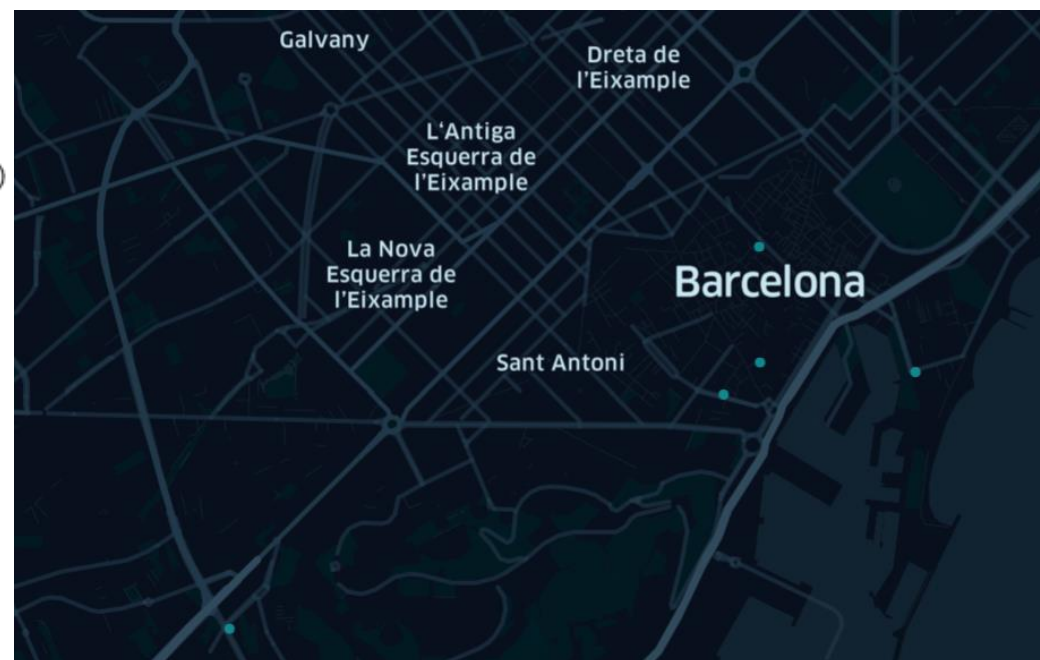 Galvany
Dreta de
l'Eixample
L‘Antiga
Esquerra de
l'Eixample
La Nova
Esquerra de
l'Eixample
Barcelona
Sant Antoni